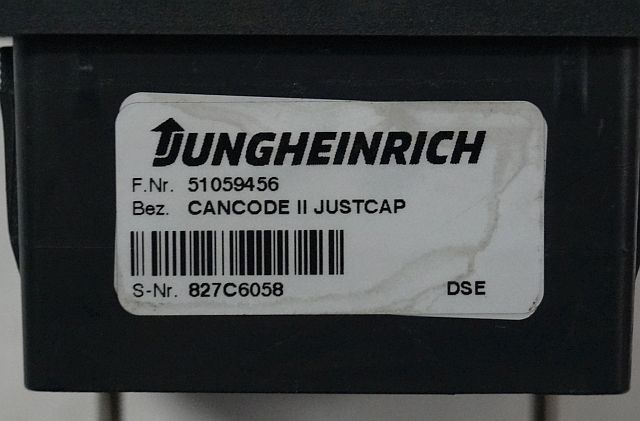 JUNGHEINRICH
F.Nr. 51059456
Bez. CANCODE II JUSTCAP
S-Nr. 827C6058 DSE